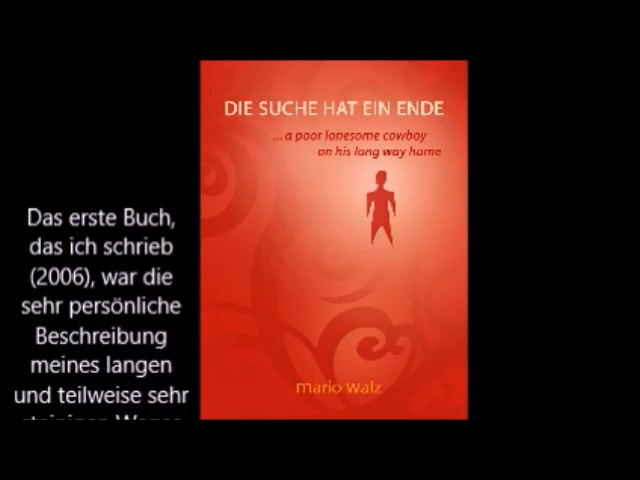 DIE SUCHE HAT EIN ENDE
...a poor lonesome cowboy
on his long way home
mario walz
Das erste Buch,
das ich schrieb
(2006), war die
sehr persönliche
Beschreibung
meines langen
und teilweise sehr